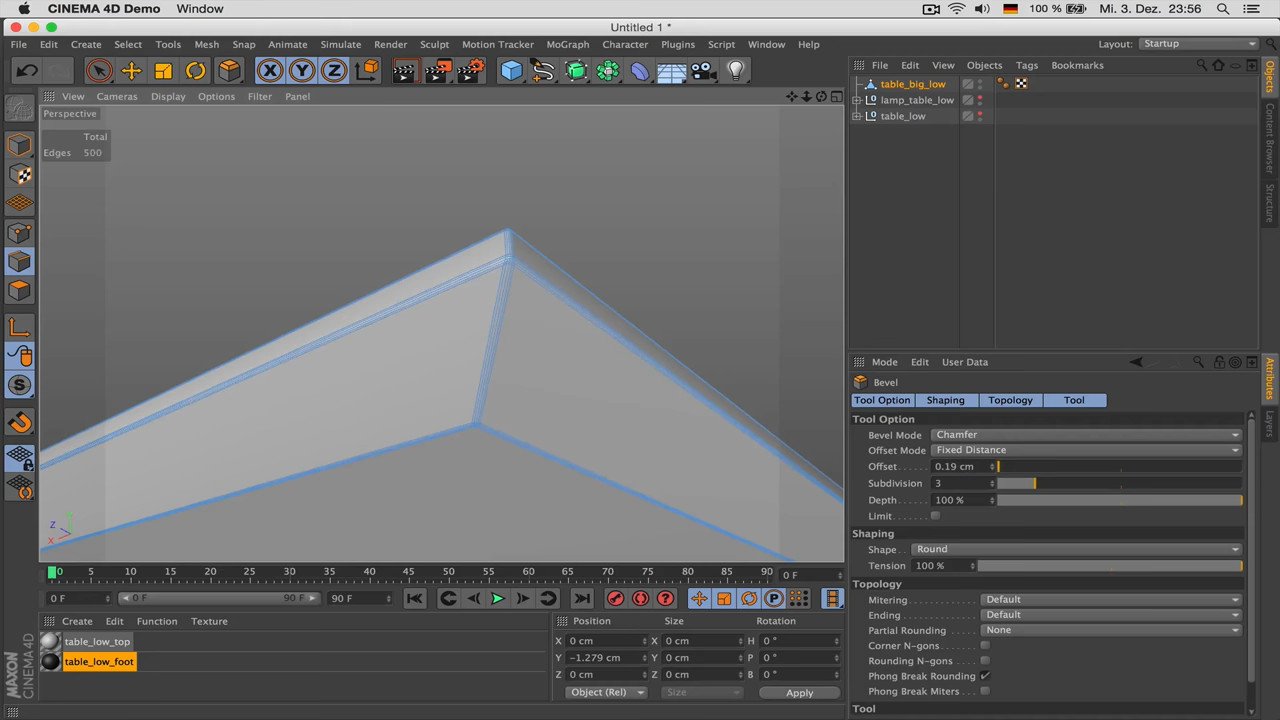 CINEMA 4D Demo Window 100 % Mi. 3. Dez. 23:56
Untitled 1 *
File Edit Create Select Tools Mesh Snap Animate Simulate Render Sculpt Motion Tracker MoGraph Character Plugins Script Window Help Layout: Startup
X Y Z
File Edit View Objects Tags Bookmarks
View Cameras Display Options Filter Panel
Perspective
Total
Edges 500
table_big_low
lamp_table_low
table_low
Objects
Content Browser
Structure
Mode Edit User Data
Bevel
Tool Option Shaping Topology Tool
Tool Option
Bevel Mode Chamfer
Offset Mode Fixed Distance
Offset 0.19 cm
Subdivision 3
Depth 100 %
Limit
Shaping
Shape Round
Tension 100 %
Topology
Mitering Default
Ending Default
Partial Rounding None
Corner N-gons
Rounding N-gons
Phong Break Rounding
Phong Break Miters
Tool
Attributes
Layers
Z Y X
S
0 5 10 15 20 25 30 35 40 45 50 55 60 65 70 75 80 85 90 0 F
0 F 0 F 90 F 90 F
Create Edit Function Texture
table_low_top
table_low_foot
Position Size Rotation
X 0 cm X 0 cm H 0 °
Y -1.279 cm Y 0 cm P 0 °
Z 0 cm Z 0 cm B 0 °
Object (Rel) Size Apply
MAXON
CINEMA 4D